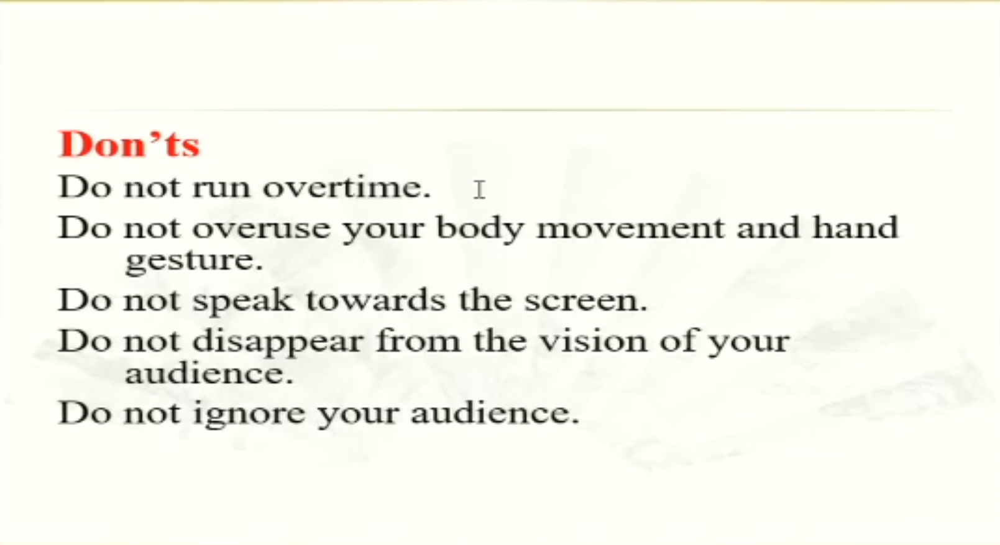 Don’ts
Do not run overtime.
Do not overuse your body movement and hand
gesture.
Do not speak towards the screen.
Do not disappear from the vision of your
audience.
Do not ignore your audience.